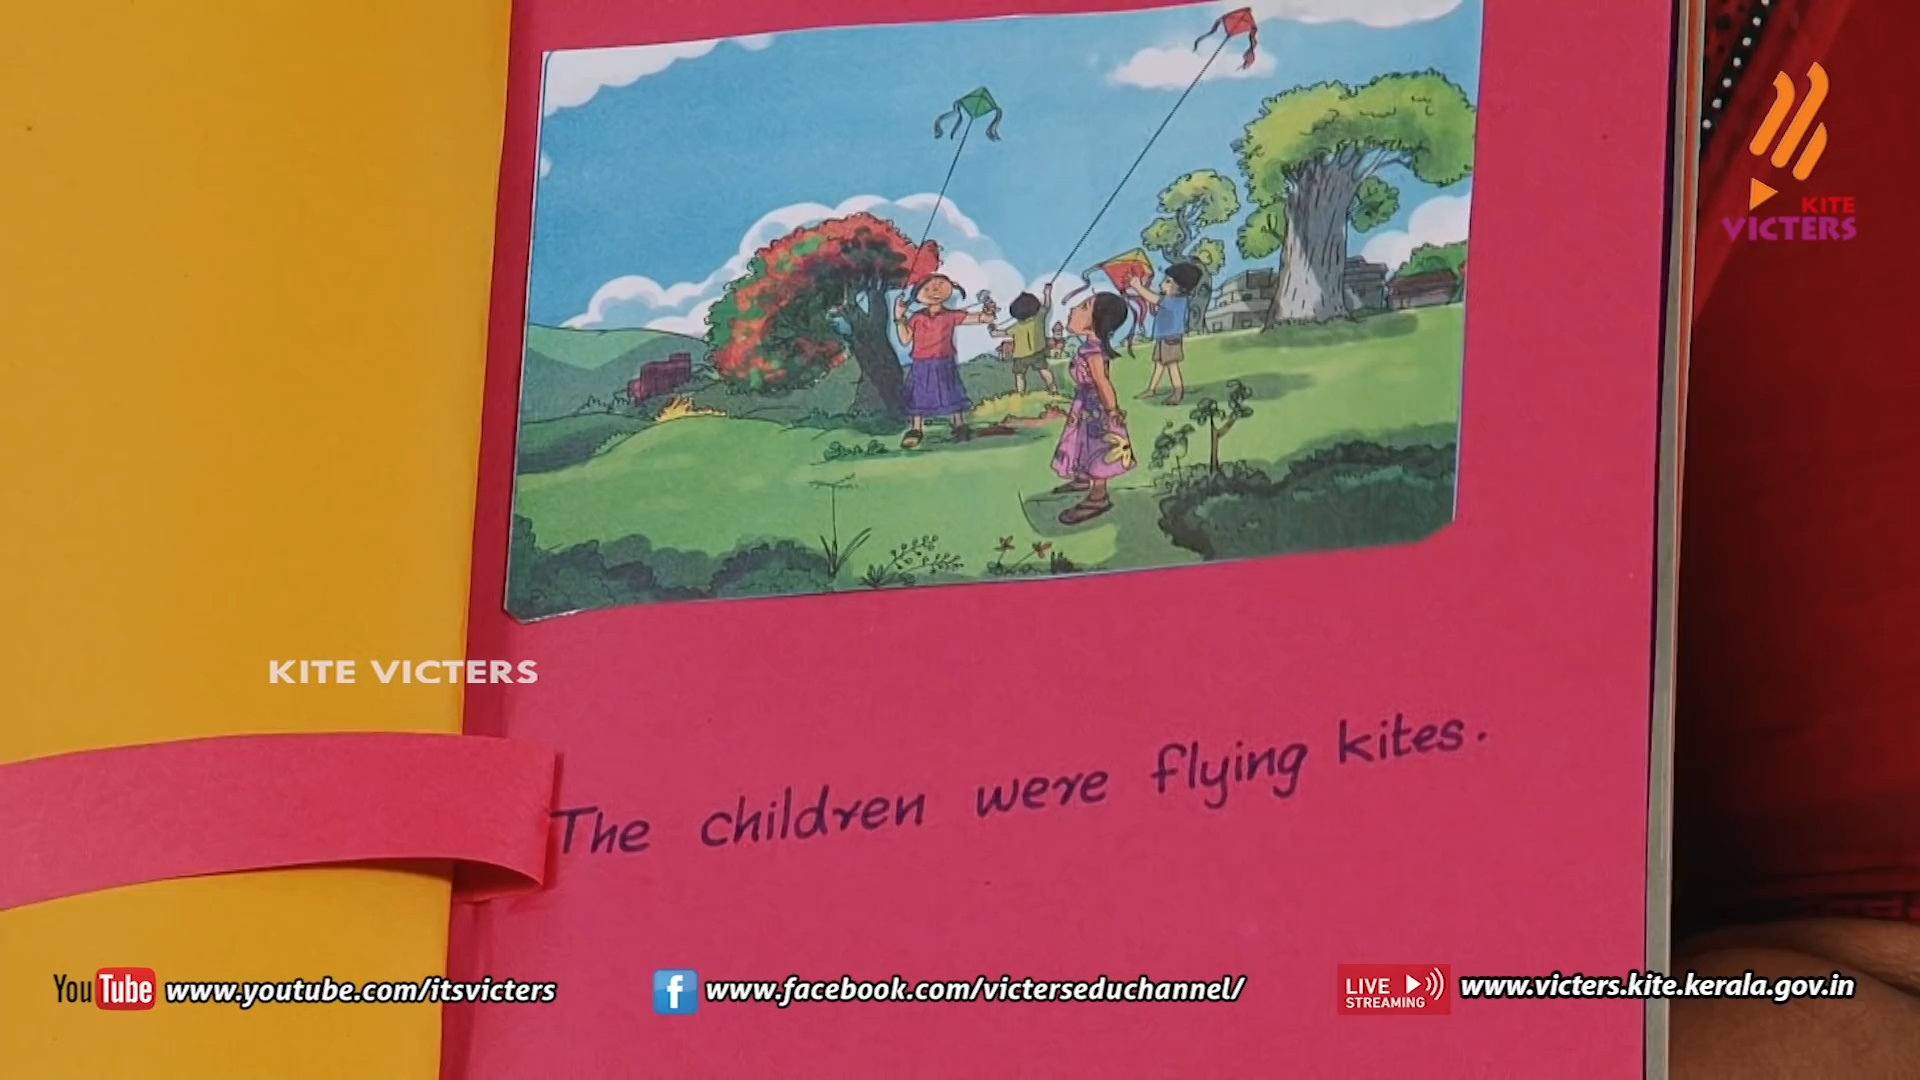 KITE
VICTERS
KITE VICTERS
The children were flying kites.
YouTube www.youtube.com/itsvicters
f www.facebook.com/victerseduchannel/
LIVE STREAMING www.victers.kite.kerala.gov.in